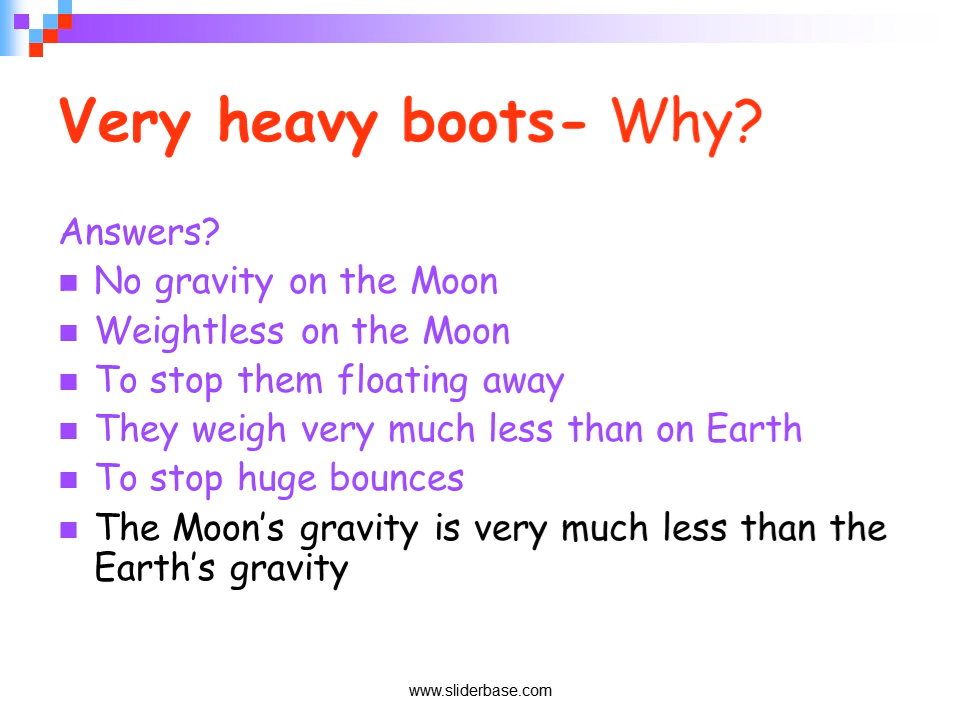 Very heavy boots- Why?
Answers?
No gravity on the Moon
Weightless on the Moon
To stop them floating away
They weigh very much less than on Earth
To stop huge bounces
The Moon’s gravity is very much less than the
Earth’s gravity
www.sliderbase.com